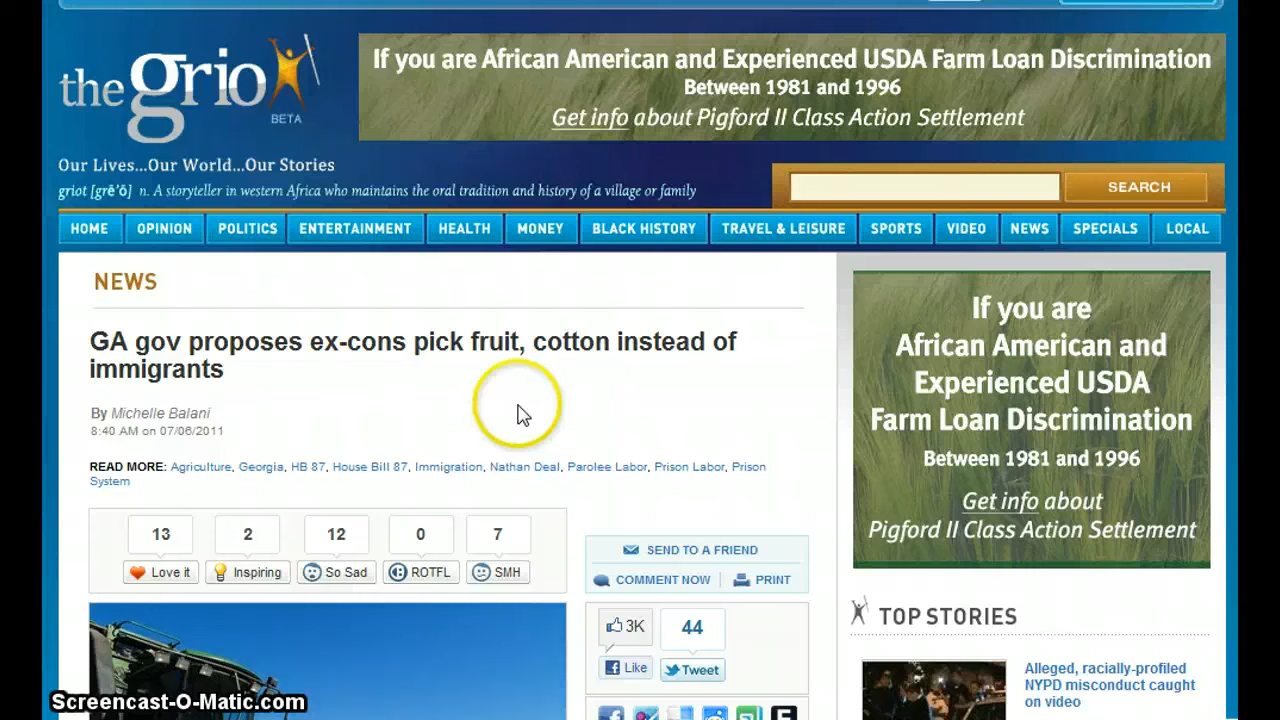 the grio
BETA
If you are African American and Experienced USDA Farm Loan Discrimination
Between 1981 and 1996
Get info about Pigford II Class Action Settlement
Our Lives...Our World...Our Stories
griot [grē'ō] n. A storyteller in western Africa who maintains the oral tradition and history of a village or family
SEARCH
HOME OPINION POLITICS ENTERTAINMENT HEALTH MONEY BLACK HISTORY TRAVEL & LEISURE SPORTS VIDEO NEWS SPECIALS LOCAL
NEWS
GA gov proposes ex-cons pick fruit, cotton instead of
immigrants
By Michelle Balani
8:40 AM on 07/06/2011
READ MORE: Agriculture, Georgia, HB 87, House Bill 87, Immigration, Nathan Deal, Parolee Labor, Prison Labor, Prison
System
13 2 12 0 7
Love it Inspiring So Sad ROTFL SMH
SEND TO A FRIEND
COMMENT NOW PRINT
3K 44
Like Tweet
If you are
African American and
Experienced USDA
Farm Loan Discrimination
Between 1981 and 1996
Get info about
Pigford II Class Action Settlement
TOP STORIES
Alleged, racially-profiled
NYPD misconduct caught
on video
Screencast-O-Matic.com